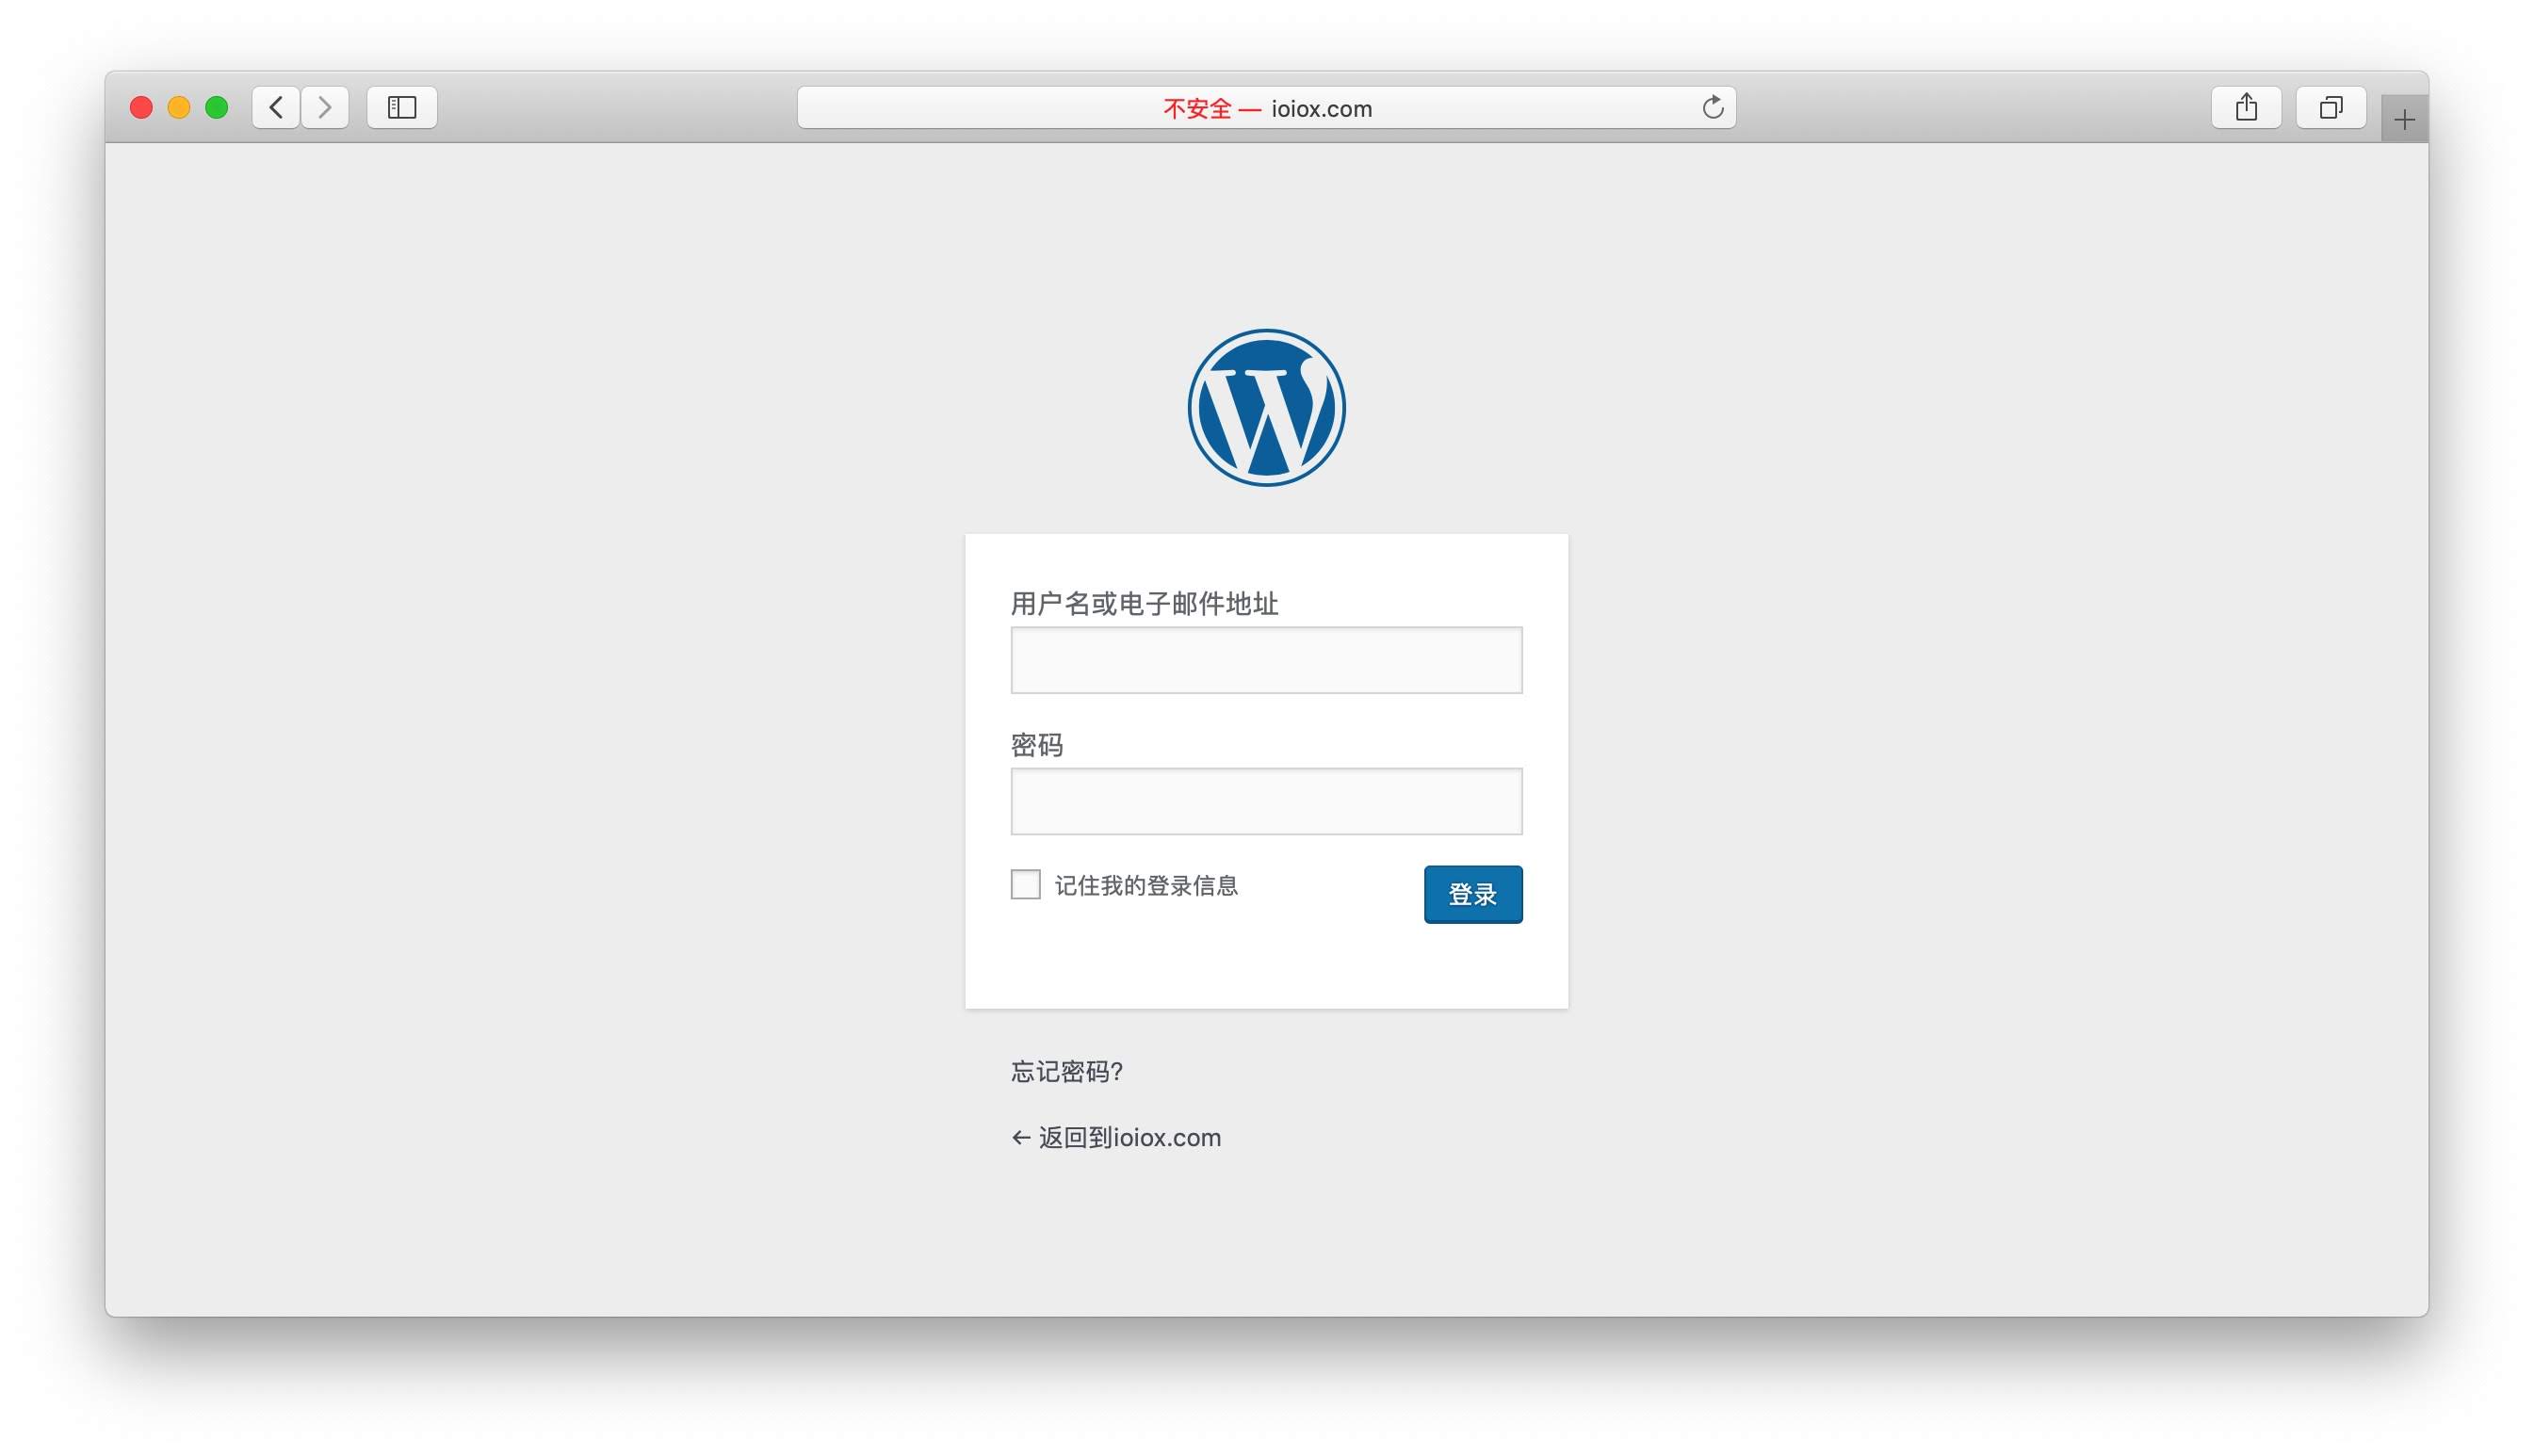 不安全 — ioiox.com
用户名或电子邮件地址
密码
记住我的登录信息
登录
忘记密码?
← 返回到ioiox.com